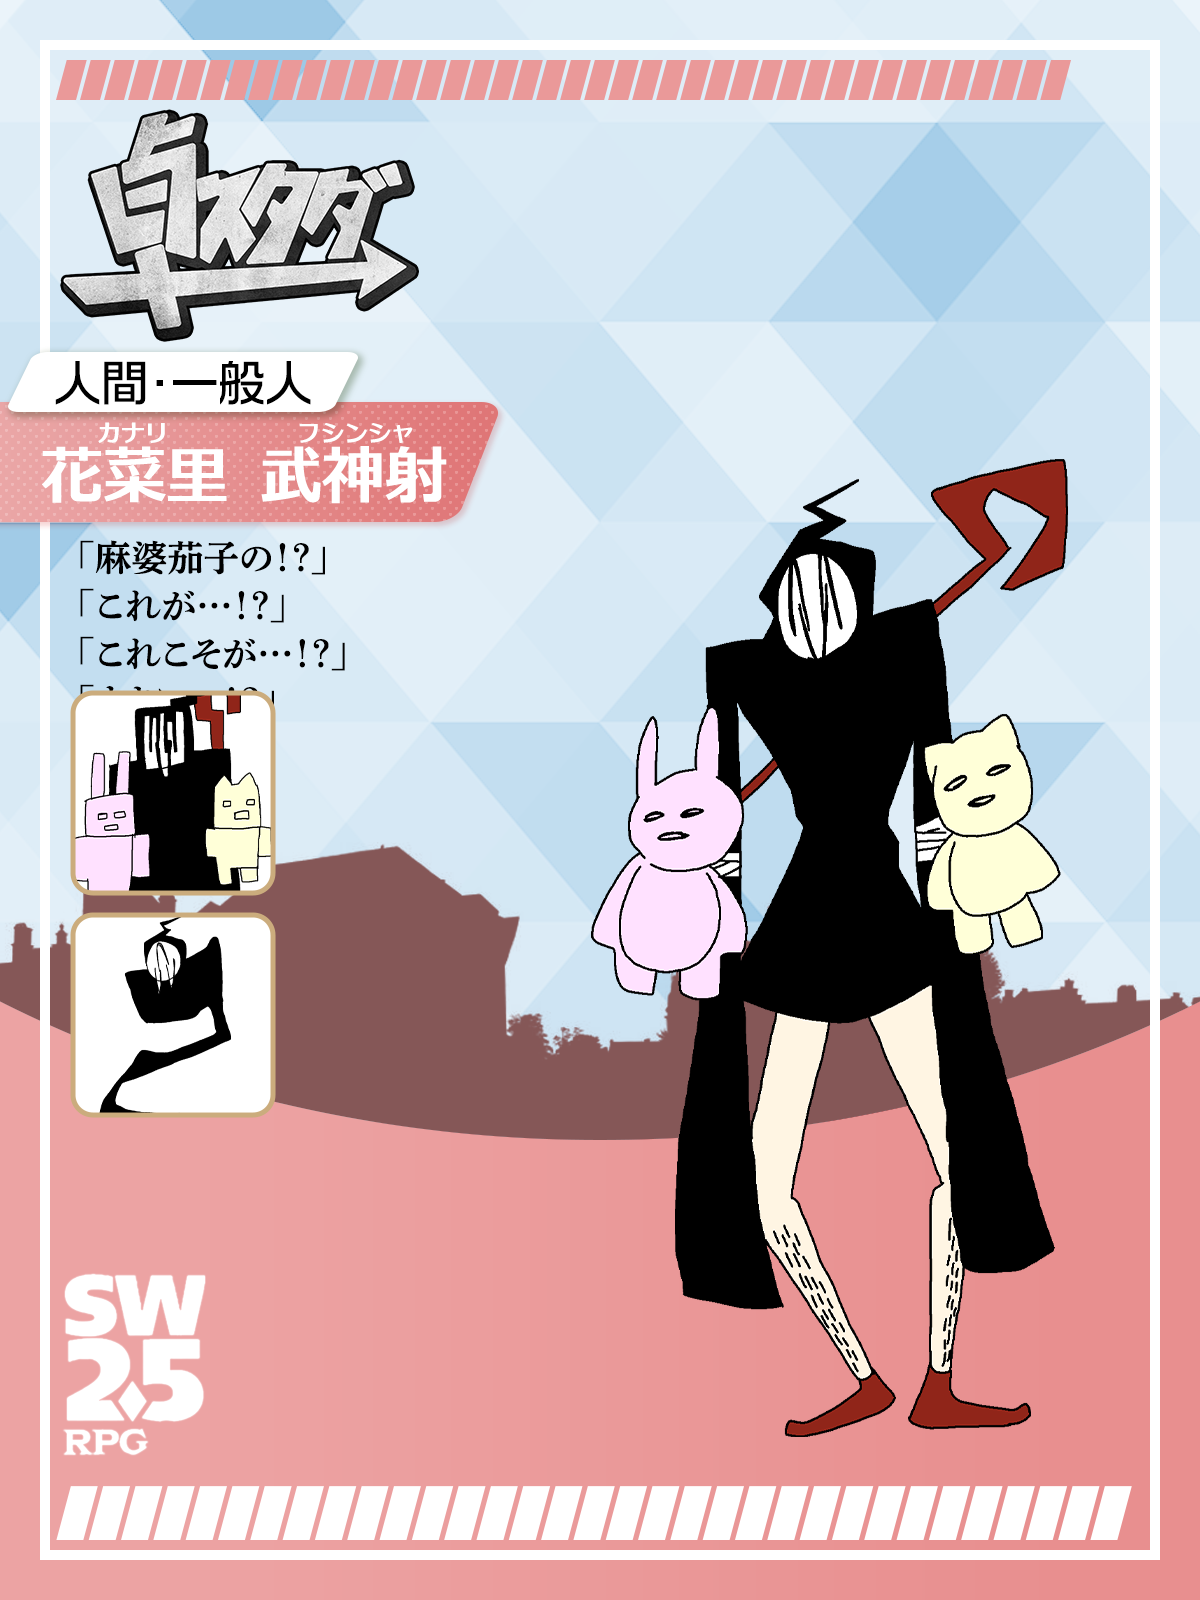 卓スタダ
人間・一般人
カナリ フシンシャ
花菜里 武神射
「麻婆茄子の!?」
「これが…!?」
「これこそが…!?」
SW
2.5
RPG